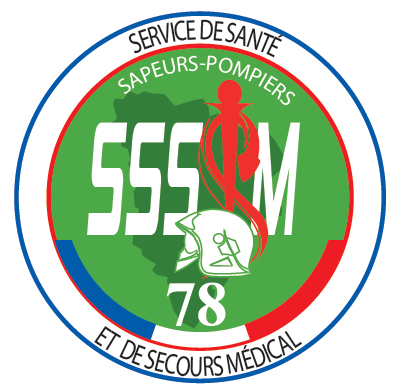 SERVICE DE SANTÉ
SAPEURS-POMPIERS
SSSM
78
ET DE SECOURS MÉDICAL